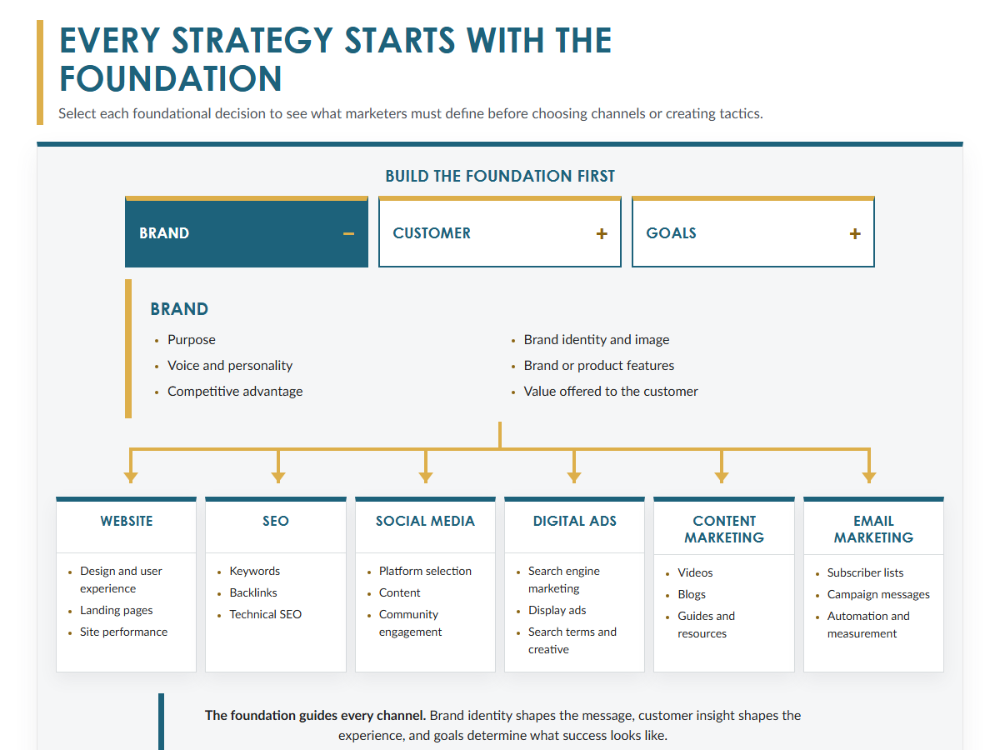 EVERY STRATEGY STARTS WITH THE
FOUNDATION
Select each foundational decision to see what marketers must define before choosing channels or creating tactics.
BUILD THE FOUNDATION FIRST
BRAND −
CUSTOMER +
GOALS +
BRAND
• Purpose
• Voice and personality
• Competitive advantage
• Brand identity and image
• Brand or product features
• Value offered to the customer
WEBSITE
• Design and user
experience
• Landing pages
• Site performance
SEO
• Keywords
• Backlinks
• Technical SEO
SOCIAL MEDIA
• Platform selection
• Content
• Community
engagement
DIGITAL ADS
• Search engine
marketing
• Display ads
• Search terms and
creative
CONTENT
MARKETING
• Videos
• Blogs
• Guides and
resources
EMAIL
MARKETING
• Subscriber lists
• Campaign messages
• Automation and
measurement
The foundation guides every channel. Brand identity shapes the message, customer insight shapes the
experience, and goals determine what success looks like.